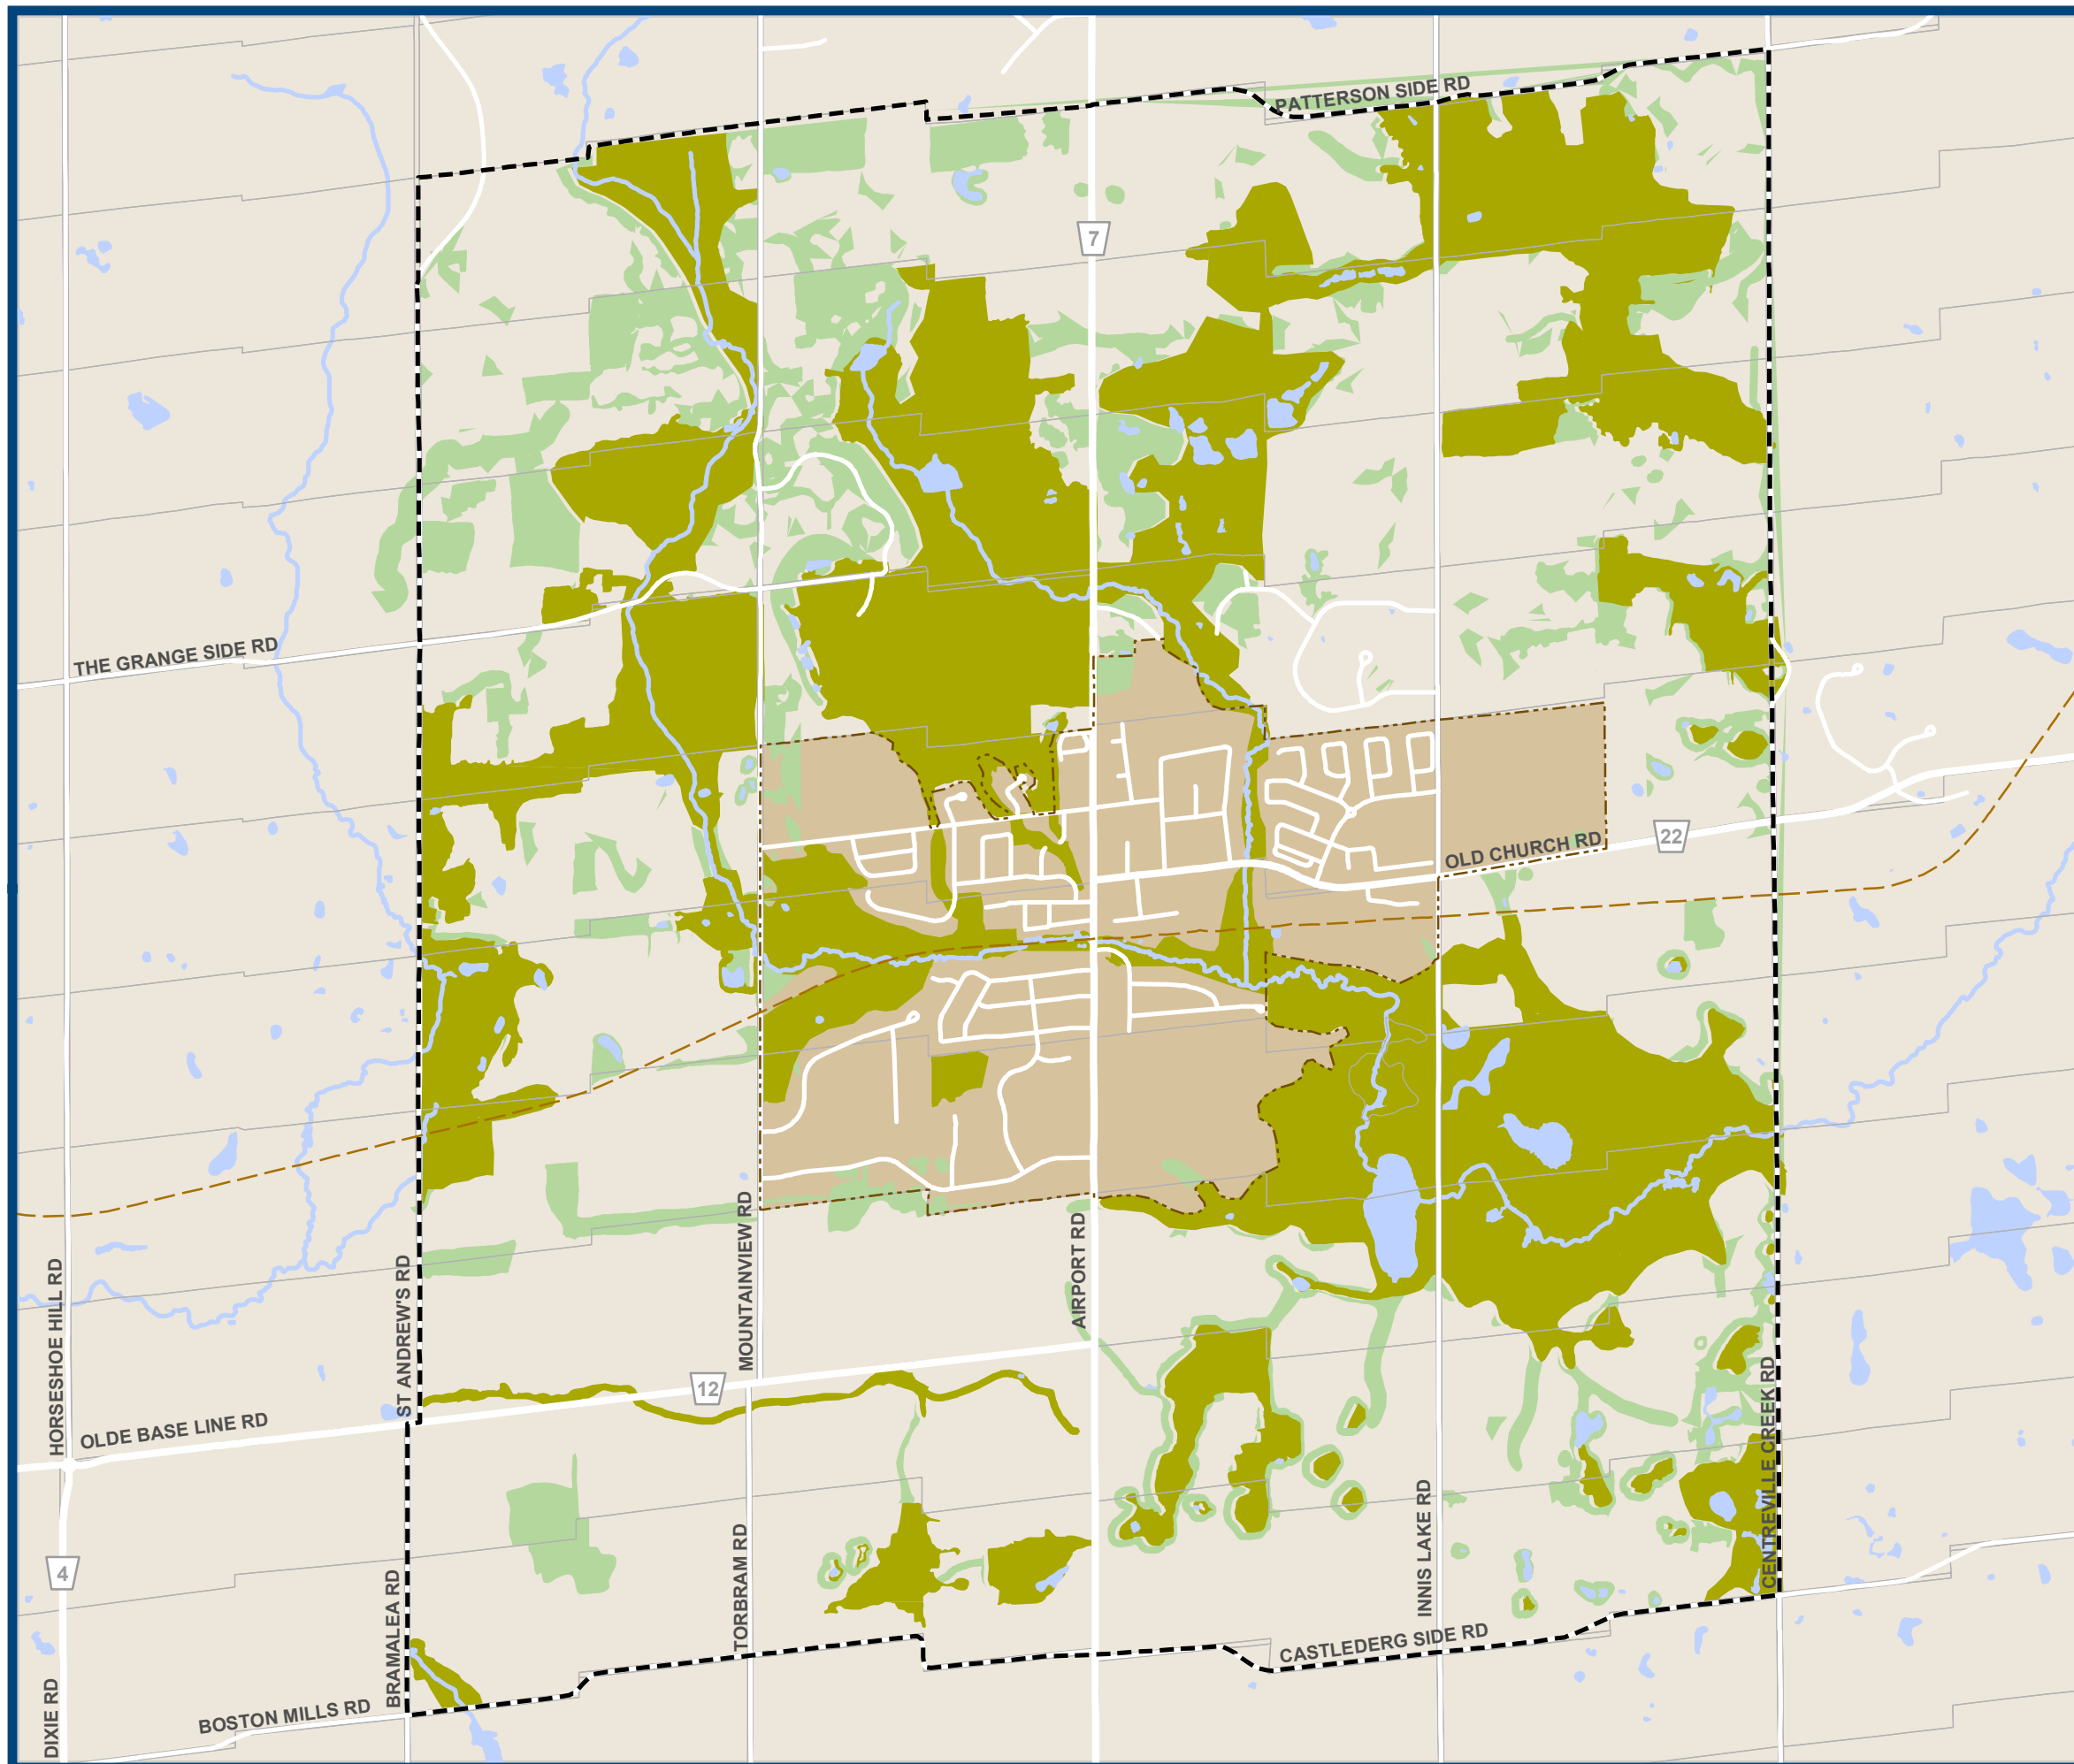 PATTERSON SIDE RD
7
THE GRANGE SIDE RD
22
OLD CHURCH RD
HORSESHOE HILL RD
ST ANDREW'S RD
MOUNTAINVIEW RD
AIRPORT RD
12
OLDE BASE LINE RD
CENTREVILLE CREEK RD
INNIS LAKE RD
TORBRAM RD
4
BRAMALEA RD
CASTLEDERG SIDE RD
DIXIE RD
BOSTON MILLS RD